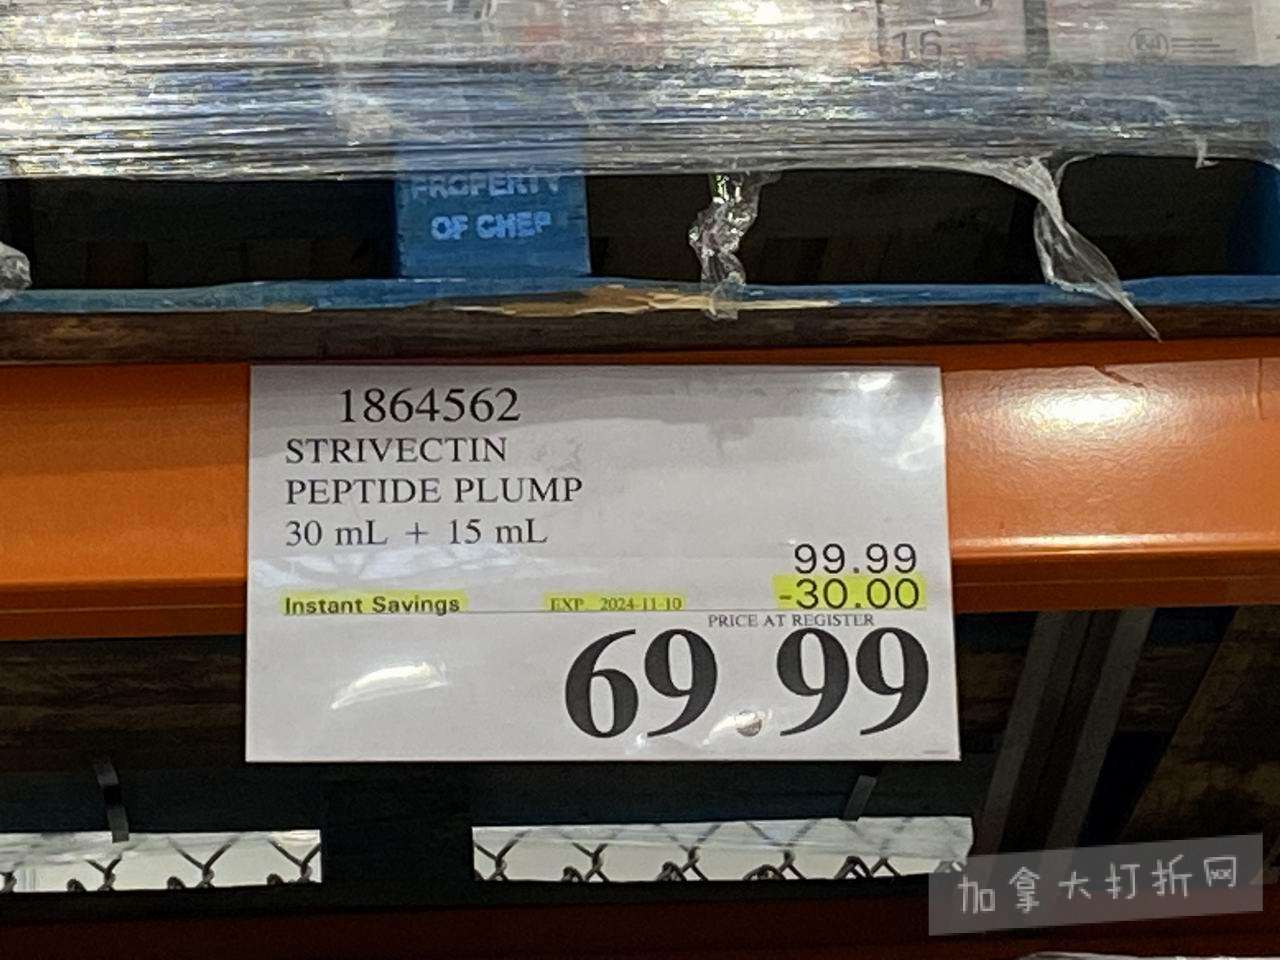 16
PROPERTY
OF CHEP
1864562
STRIVECTIN
PEPTIDE PLUMP
30 mL + 15 mL
99.99
Instant Savings EXP 2024-11-10 -30.00
PRICE AT REGISTER
69.99
加拿大打折网